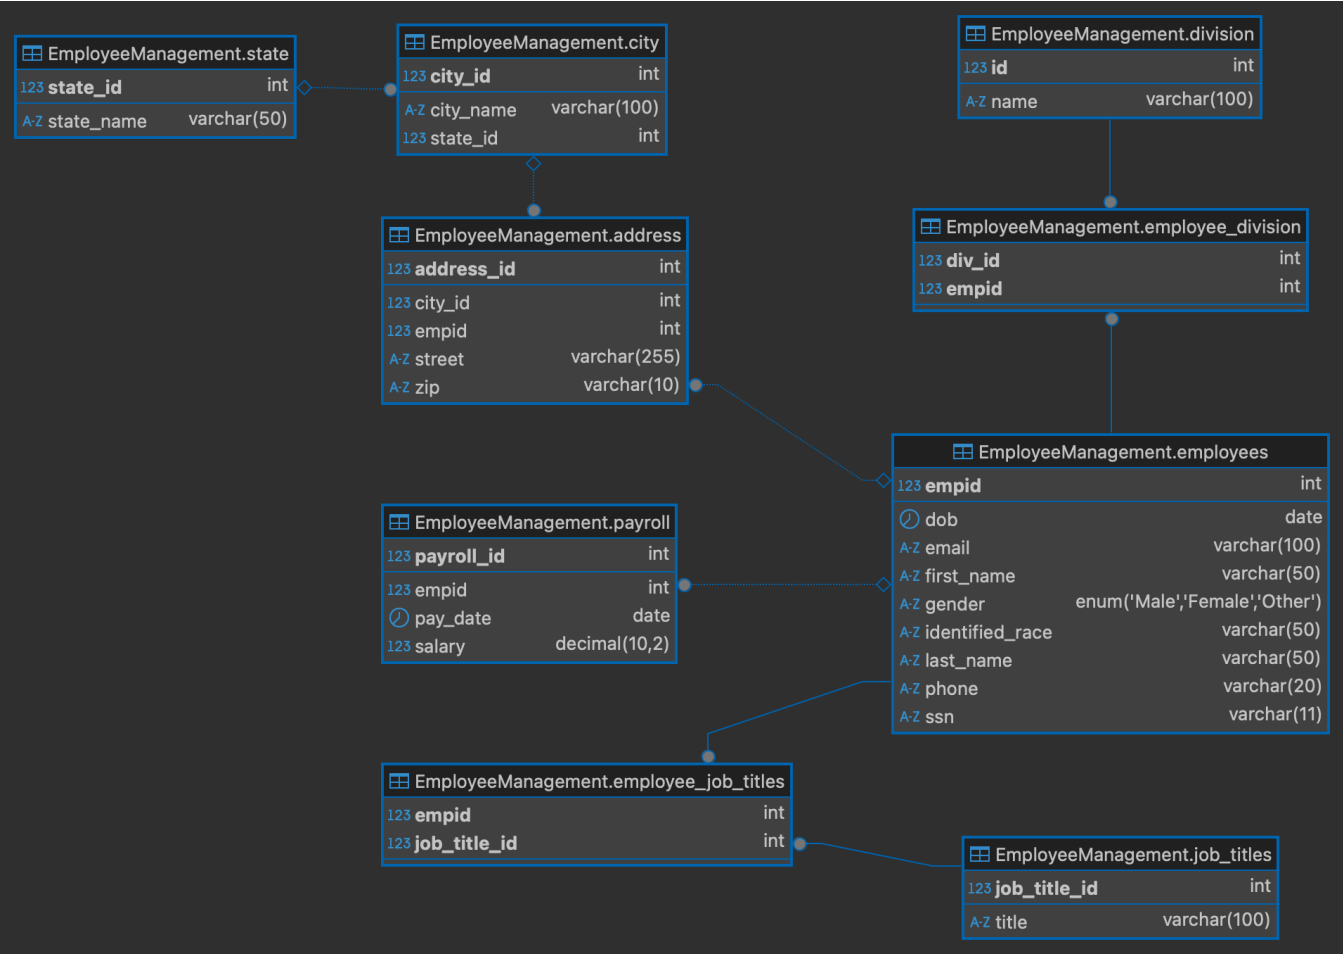 EmployeeManagement.state
123 state_id int
A-Z state_name varchar(50)
EmployeeManagement.city
123 city_id int
A-Z city_name varchar(100)
123 state_id int
EmployeeManagement.division
123 id int
A-Z name varchar(100)
EmployeeManagement.address
123 address_id int
123 city_id int
123 empid int
A-Z street varchar(255)
A-Z zip varchar(10)
EmployeeManagement.employee_division
123 div_id int
123 empid int
EmployeeManagement.employees
123 empid int
dob date
A-Z email varchar(100)
A-Z first_name varchar(50)
A-Z gender enum('Male','Female','Other')
A-Z identified_race varchar(50)
A-Z last_name varchar(50)
A-Z phone varchar(20)
A-Z ssn varchar(11)
EmployeeManagement.payroll
123 payroll_id int
123 empid int
pay_date date
123 salary decimal(10,2)
EmployeeManagement.employee_job_titles
123 empid int
123 job_title_id int
EmployeeManagement.job_titles
123 job_title_id int
A-Z title varchar(100)